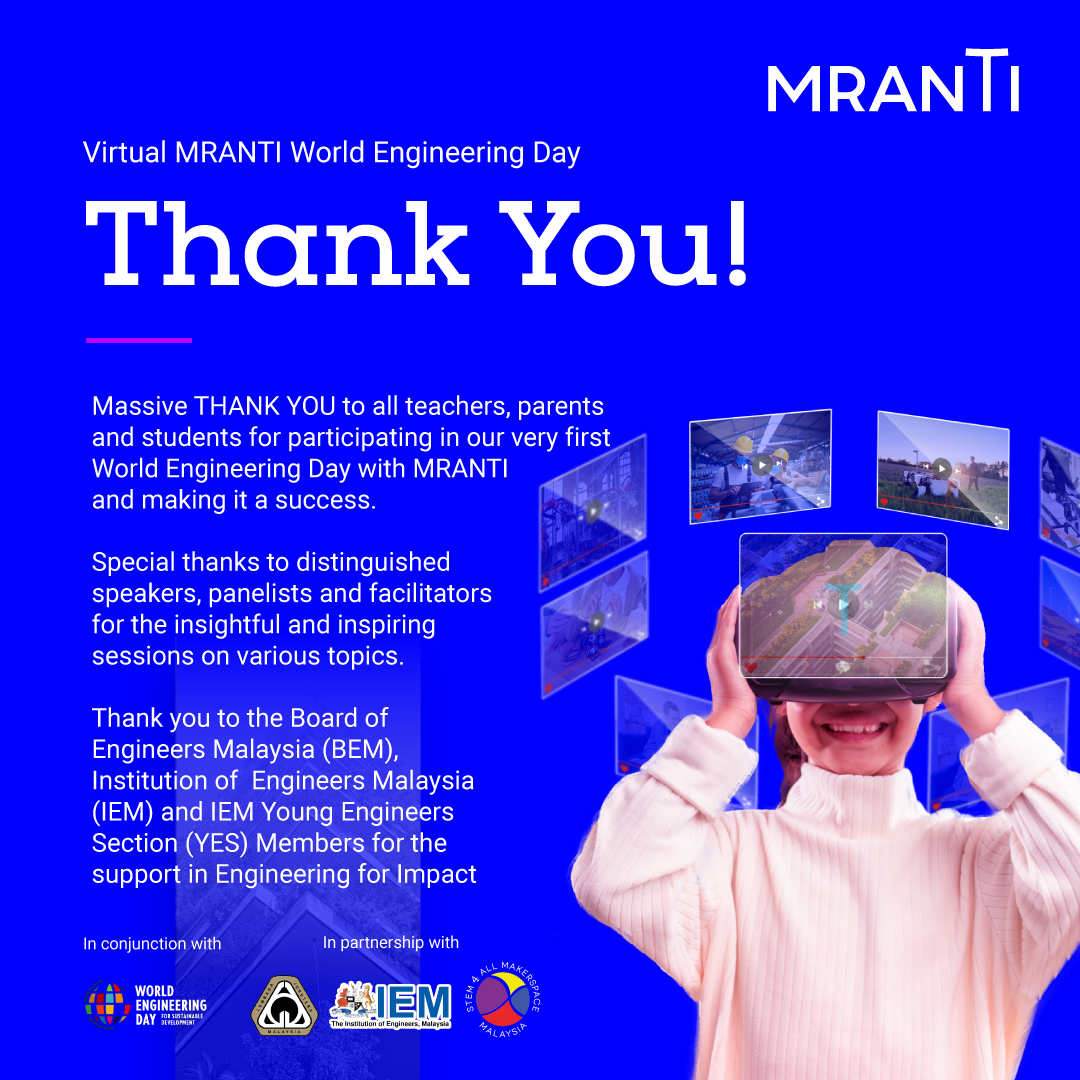 MRANTI
Virtual MRANTI World Engineering Day
Thank You!
Massive THANK YOU to all teachers, parents
and students for participating in our very first
World Engineering Day with MRANTI
and making it a success.
Special thanks to distinguished
speakers, panelists and facilitators
for the insightful and inspiring
sessions on various topics.
Thank you to the Board of
Engineers Malaysia (BEM),
Institution of  Engineers Malaysia
(IEM) and IEM Young Engineers
Section (YES) Members for the
support in Engineering for Impact
In conjunction with
In partnership with
WORLD
ENGINEERING
DAY FOR SUSTAINABLE
DEVELOPMENT
MALAYSIA
IEM
The Institution of Engineers, Malaysia
STEM 4 ALL MAKERSPACE
MALAYSIA